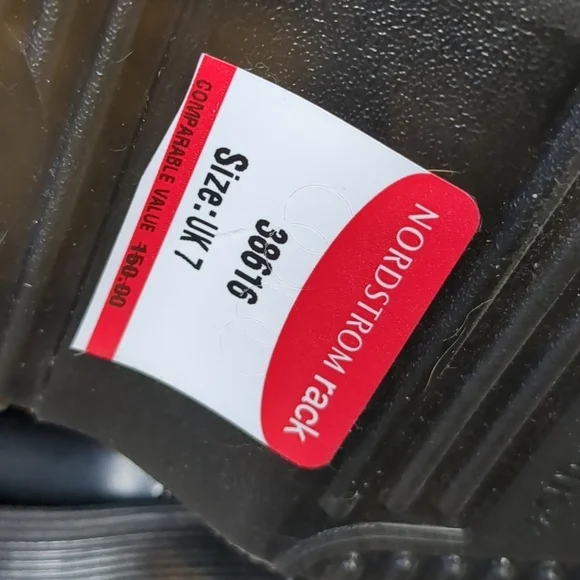 NORDSTROM rack
38616
Size: UK 7
COMPARABLE VALUE 150.00